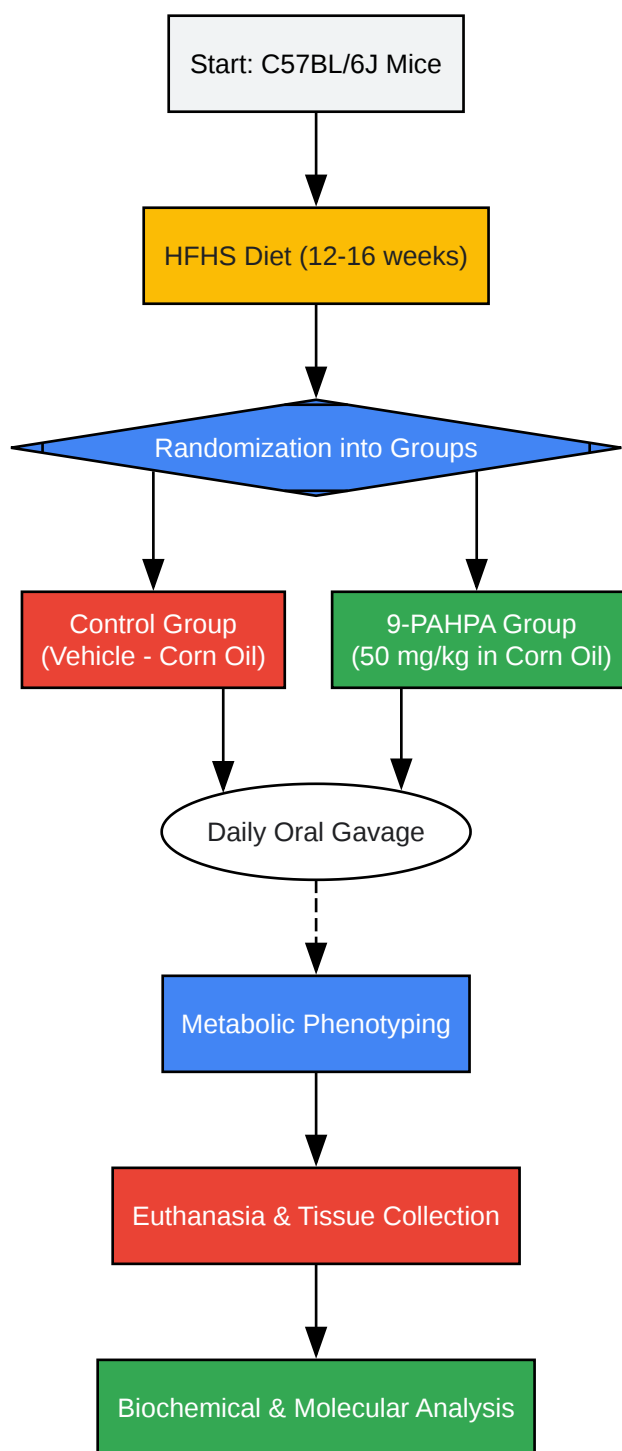 Start: C57BL/6J Mice
HFHS Diet (12-16 weeks)
Randomization into Groups
Control Group
(Vehicle - Corn Oil)
9-PAHPA Group
(50 mg/kg in Corn Oil)
Daily Oral Gavage
Metabolic Phenotyping
Euthanasia & Tissue Collection
Biochemical & Molecular Analysis